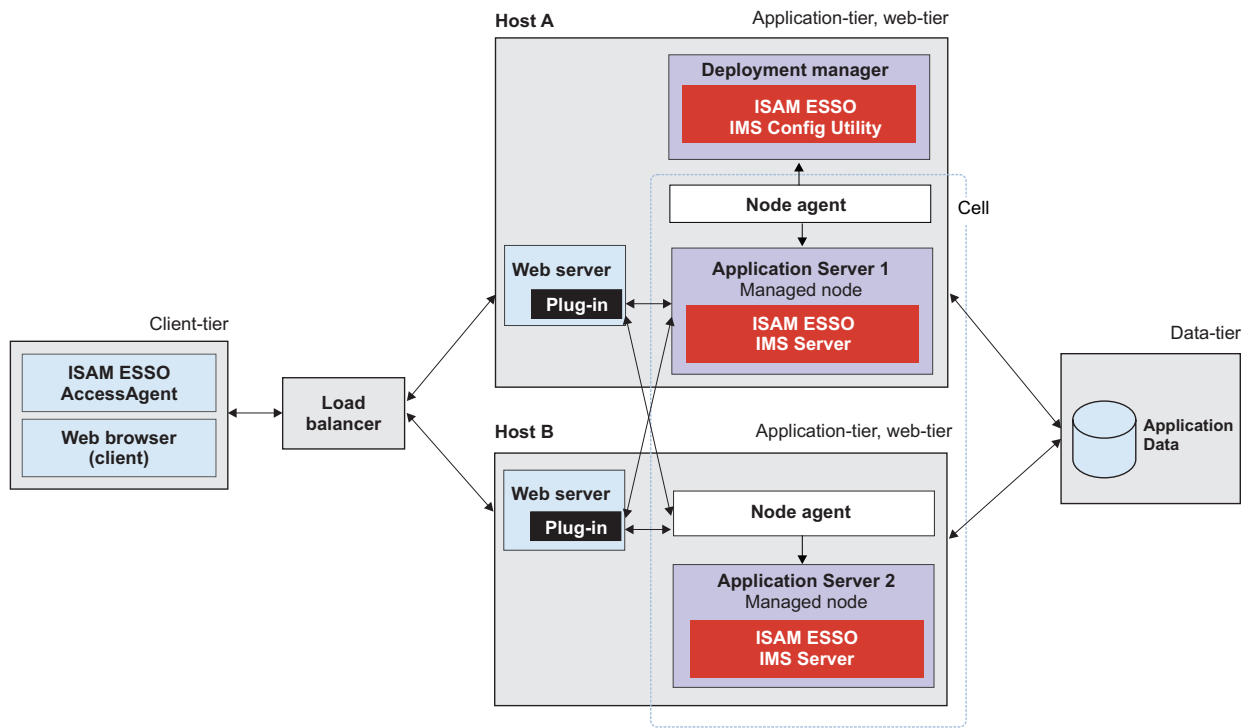 Host A
Application-tier, web-tier
Deployment manager
ISAM ESSO
IMS Config Utility
Node agent
Cell
Web server
Plug-in
Application Server 1
Managed node
ISAM ESSO
IMS Server
Client-tier
ISAM ESSO
AccessAgent
Web browser
(client)
Load
balancer
Data-tier
Application
Data
Host B
Application-tier, web-tier
Web server
Plug-in
Node agent
Application Server 2
Managed node
ISAM ESSO
IMS Server